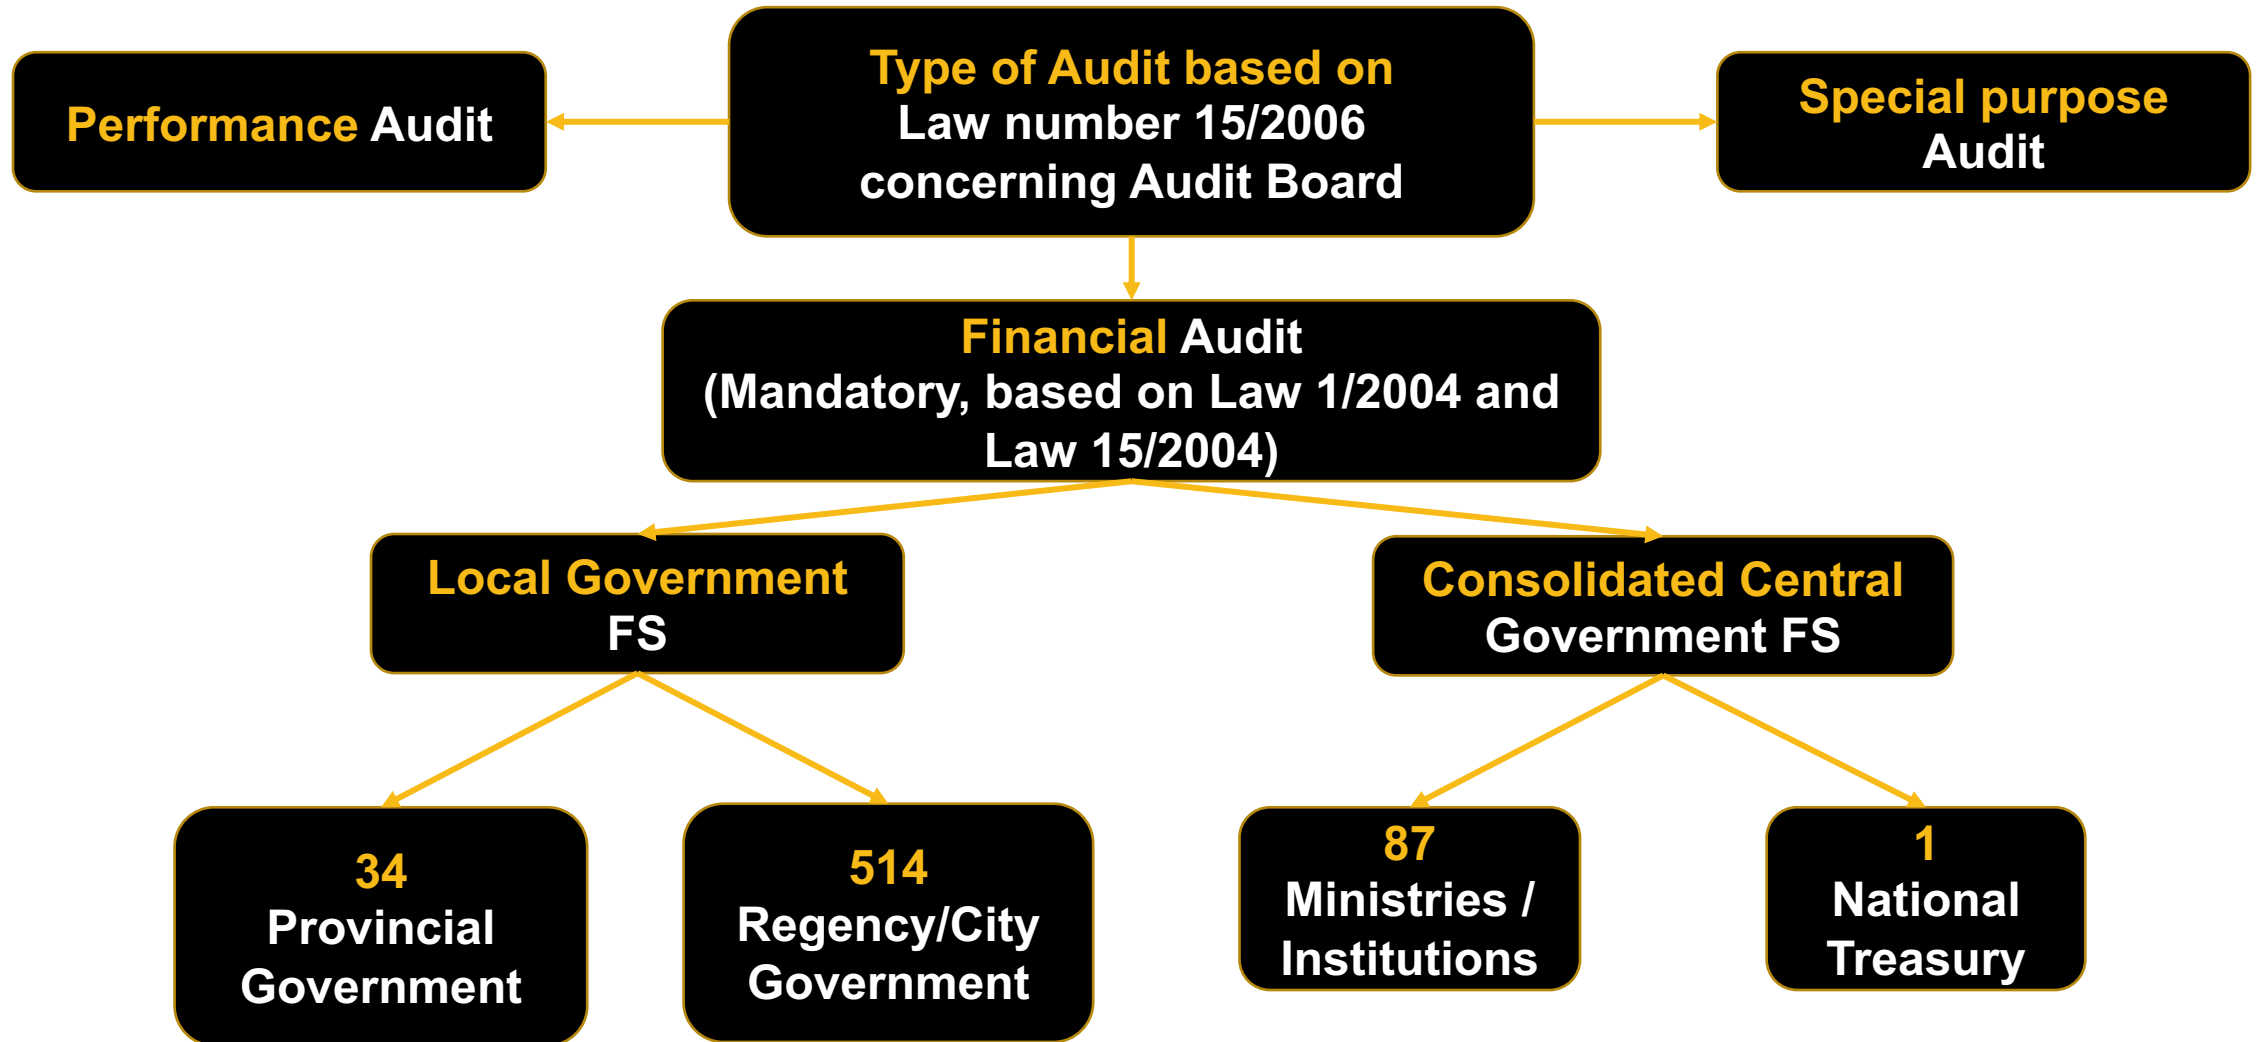 Type of Audit based on
Law number 15/2006
concerning Audit Board
Performance Audit
Special purpose
Audit
Financial Audit
(Mandatory, based on Law 1/2004 and
Law 15/2004)
Local Government
FS
Consolidated Central
Government FS
34
Provincial
Government
514
Regency/City
Government
87
Ministries /
Institutions
1
National
Treasury